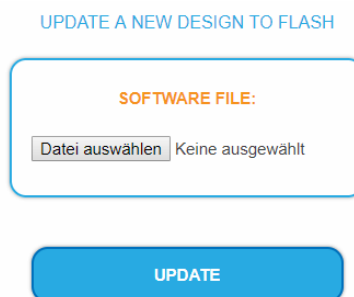 UPDATE A NEW DESIGN TO FLASH
SOFTWARE FILE:
Datei auswählen Keine ausgewählt
UPDATE